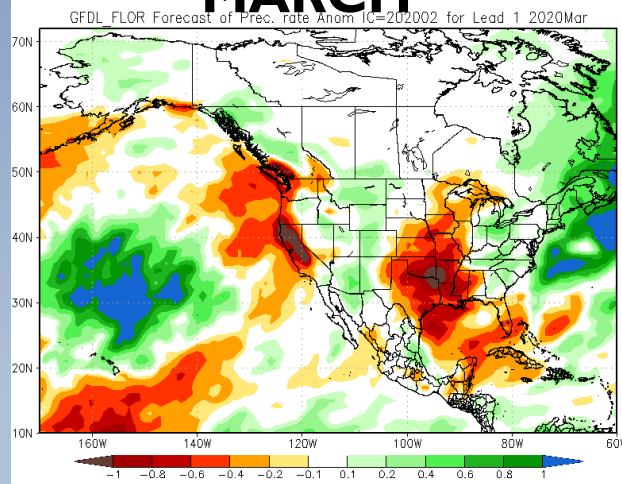 MARCH
GFDL_FLOR Forecast of Prec. rate Anom IC=202002 for Lead 1 2020Mar
70N
60N
50N
40N
30N
20N
10N
160W 140W 120W 100W 80W 60
-1 -0.8 -0.6 -0.4 -0.2 -0.1 0.1 0.2 0.4 0.6 0.8 1